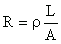 R = ρ L/A